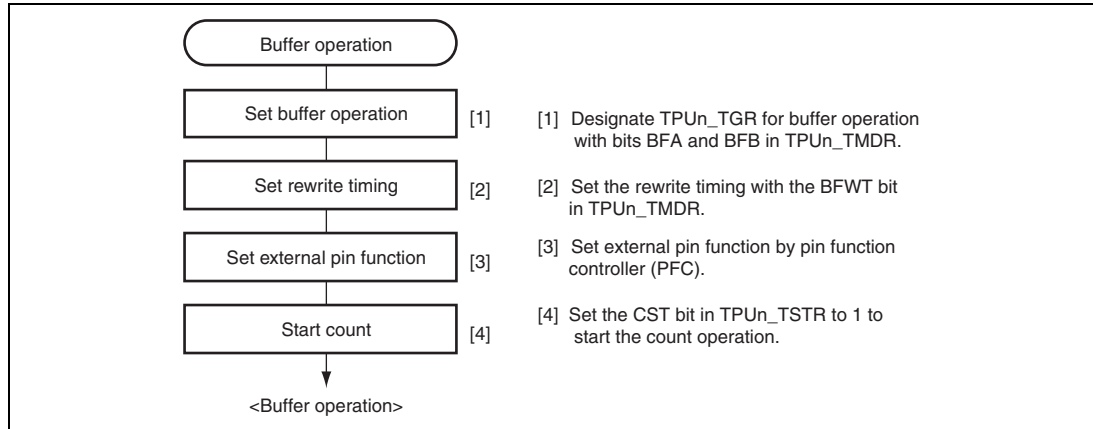 Buffer operation
Set buffer operation
[1]
[1] Designate TPUn_TGR for buffer operation
with bits BFA and BFB in TPUn_TMDR.
Set rewrite timing
[2]
[2] Set the rewrite timing with the BFWT bit
in TPUn_TMDR.
Set external pin function
[3]
[3] Set external pin function by pin function
controller (PFC).
Start count
[4]
[4] Set the CST bit in TPUn_TSTR to 1 to
start the count operation.
<Buffer operation>